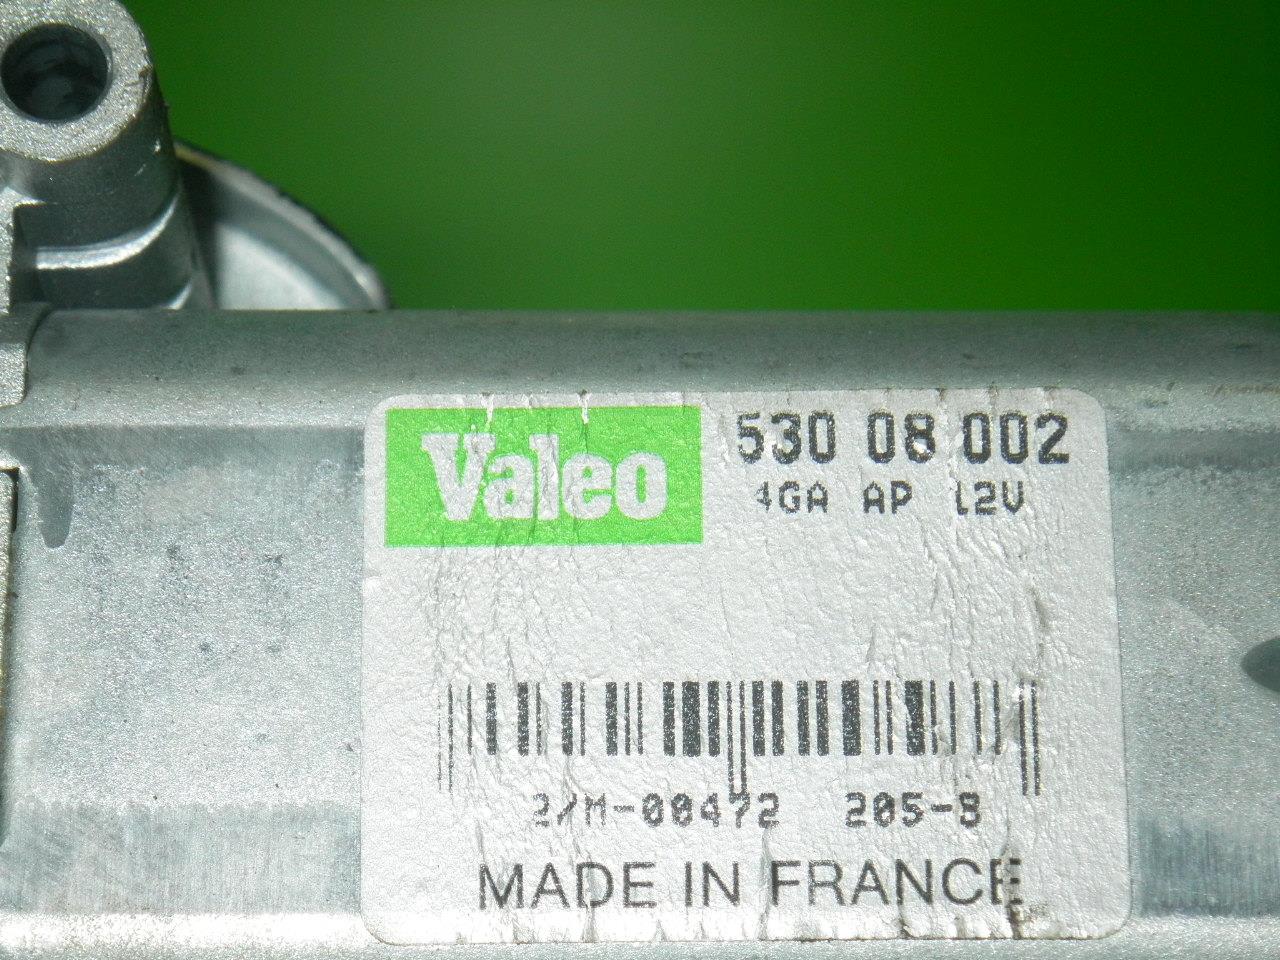 Valeo
530 08 002
4GA AP 12V
2/M-00472 205-8
MADE IN FRANCE